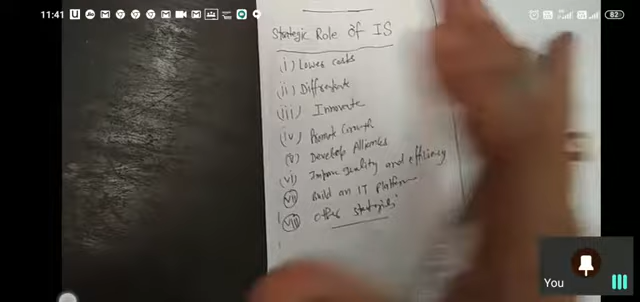 11:41
82
Strategic Role of IS
(i) Lower costs
(ii) Differentiate
(iii) Innovate
(iv) Promote Growth
(v) Develop Alliances
(vi) Improve quality and efficiency
(vii) Build an IT platform
(viii) Other strategies
You